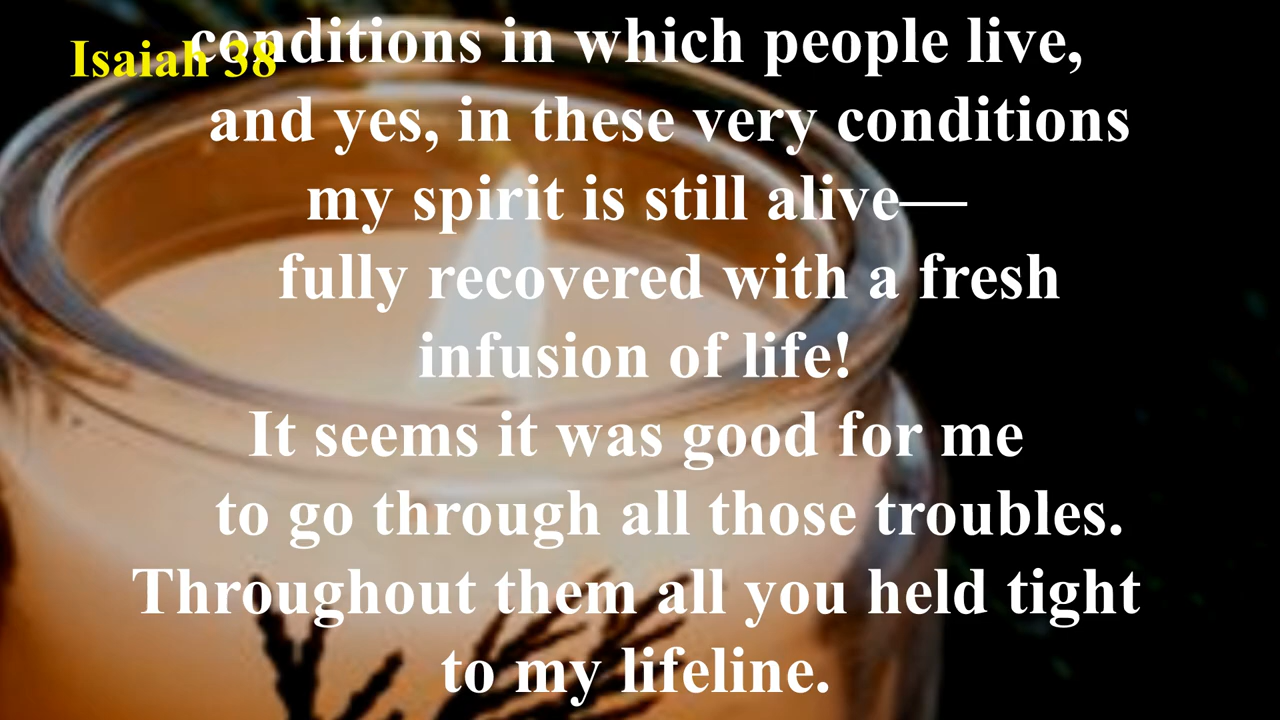 Isaiah 38
conditions in which people live,
and yes, in these very conditions
my spirit is still alive—
fully recovered with a fresh
infusion of life!
It seems it was good for me
to go through all those troubles.
Throughout them all you held tight
to my lifeline.